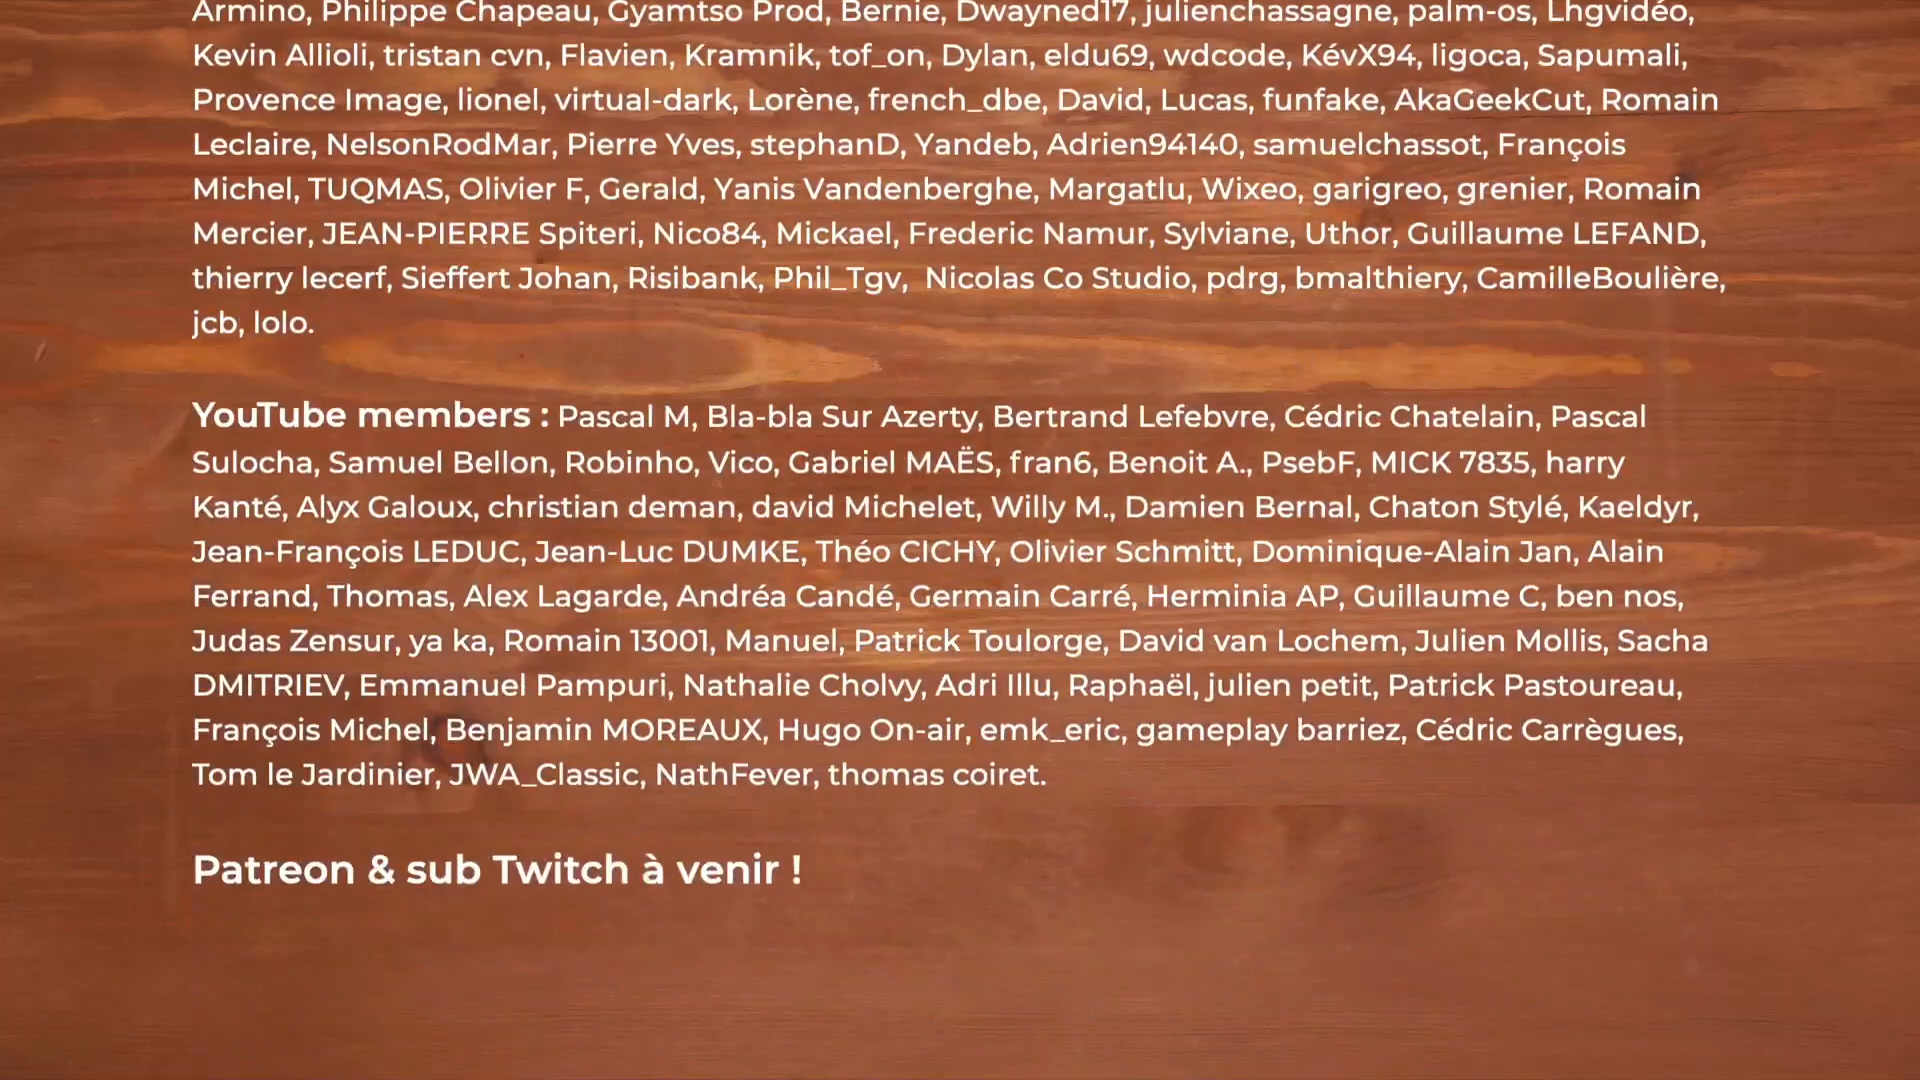 Armino, Philippe Chapeau, Gyamtso Prod, Bernie, Dwayned17, julienchassagne, palm-os, Lhgvidéo,
Kevin Allioli, tristan cvn, Flavien, Kramnik, tof_on, Dylan, eldu69, wdcode, KévX94, ligoca, Sapumali,
Provence Image, lionel, virtual-dark, Lorène, french_dbe, David, Lucas, funfake, AkaGeekCut, Romain
Leclaire, NelsonRodMar, Pierre Yves, stephanD, Yandeb, Adrien94140, samuelchassot, François
Michel, TUQMAS, Olivier F, Gerald, Yanis Vandenberghe, Margatlu, Wixeo, garigreo, grenier, Romain
Mercier, JEAN-PIERRE Spiteri, Nico84, Mickael, Frederic Namur, Sylviane, Uthor, Guillaume LEFAND,
thierry lecerf, Sieffert Johan, Risibank, Phil_Tgv,  Nicolas Co Studio, pdrg, bmalthiery, CamilleBoulière,
jcb, lolo.
YouTube members : Pascal M, Bla-bla Sur Azerty, Bertrand Lefebvre, Cédric Chatelain, Pascal
Sulocha, Samuel Bellon, Robinho, Vico, Gabriel MAËS, fran6, Benoit A., PsebF, MICK 7835, harry
Kanté, Alyx Galoux, christian deman, david Michelet, Willy M., Damien Bernal, Chaton Stylé, Kaeldyr,
Jean-François LEDUC, Jean-Luc DUMKE, Théo CICHY, Olivier Schmitt, Dominique-Alain Jan, Alain
Ferrand, Thomas, Alex Lagarde, Andréa Candé, Germain Carré, Herminia AP, Guillaume C, ben nos,
Judas Zensur, ya ka, Romain 13001, Manuel, Patrick Toulorge, David van Lochem, Julien Mollis, Sacha
DMITRIEV, Emmanuel Pampuri, Nathalie Cholvy, Adri Illu, Raphaël, julien petit, Patrick Pastoureau,
François Michel, Benjamin MOREAUX, Hugo On-air, emk_eric, gameplay barriez, Cédric Carrègues,
Tom le Jardinier, JWA_Classic, NathFever, thomas coiret.
Patreon & sub Twitch à venir !